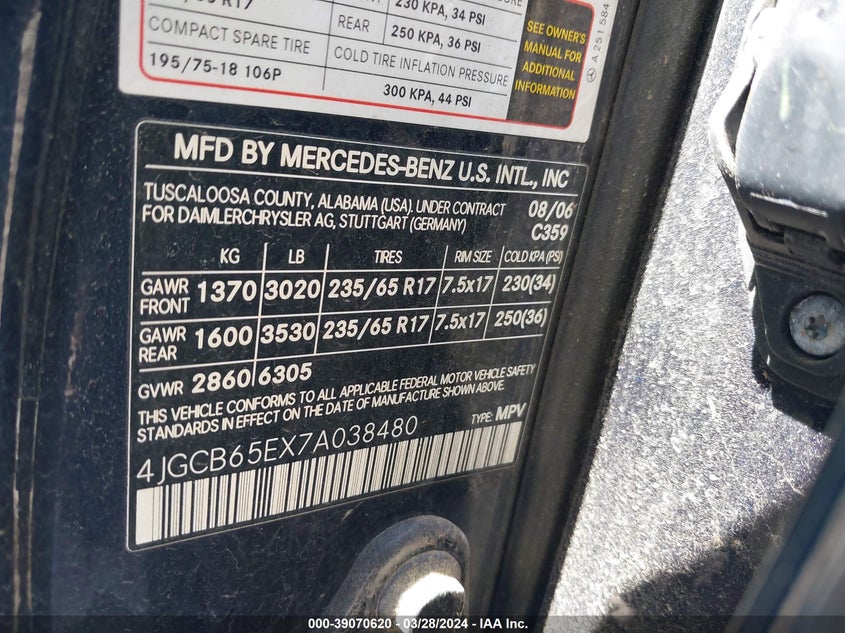 230 KPA, 34 PSI
R17
REAR
250 KPA, 36 PSI
COMPACT SPARE TIRE
COLD TIRE INFLATION PRESSURE
195/75-18 106P
300 KPA, 44 PSI
SEE OWNER'S
MANUAL FOR
ADDITIONAL
INFORMATION
A 251 584
MFD BY MERCEDES-BENZ U.S. INTL., INC
TUSCALOOSA COUNTY, ALABAMA (USA). UNDER CONTRACT 08/06
FOR DAIMLERCHRYSLER AG, STUTTGART (GERMANY) C359
KG LB TIRES RIM SIZE COLD KPA (PSI)
GAWR FRONT 1370 3020 235/65 R17 7.5x17 230(34)
GAWR REAR 1600 3530 235/65 R17 7.5x17 250(36)
GVWR 2860 6305
THIS VEHICLE CONFORMS TO ALL APPLICABLE FEDERAL MOTOR VEHICLE SAFETY
STANDARDS IN EFFECT ON THE DATE OF MANUFACTURE SHOWN ABOVE.
4JGCB65EX7A038480 TYPE: MPV
000-39070620 - 03/28/2024 - IAA Inc.